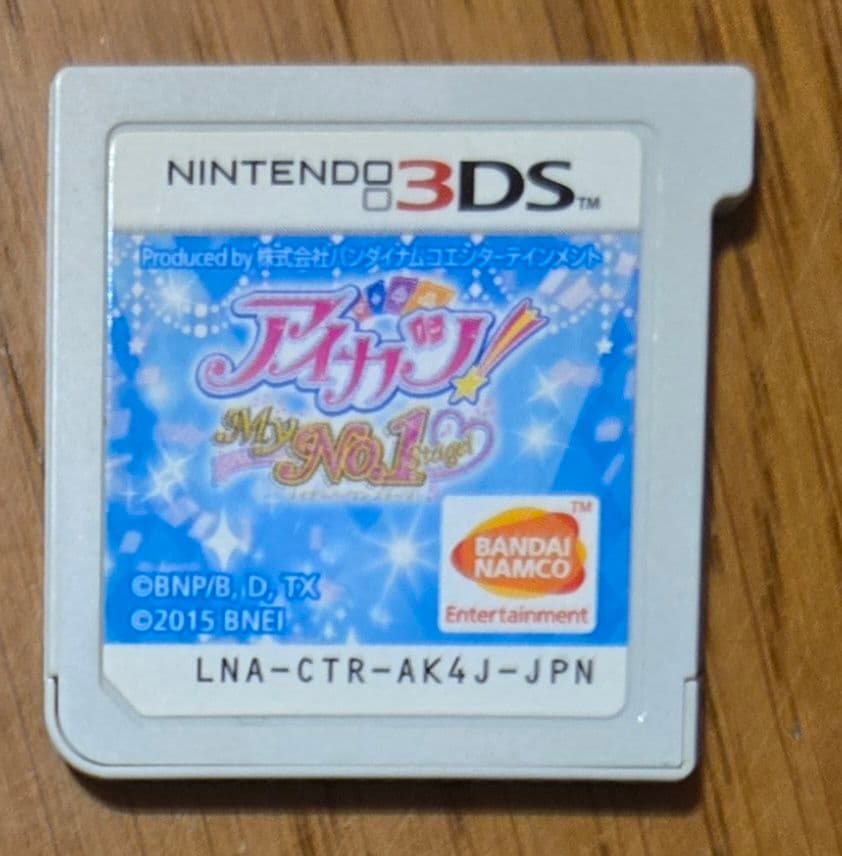 NINTENDO 3DS™
Produced by 株式会社バンダイナムコエンターテインメント
アイカツ!
My No.1 Stage!
BANDAI
NAMCO
TM
Entertainment
©BNP/B, D, TX
©2015 BNEI
LNA-CTR-AK4J-JPN